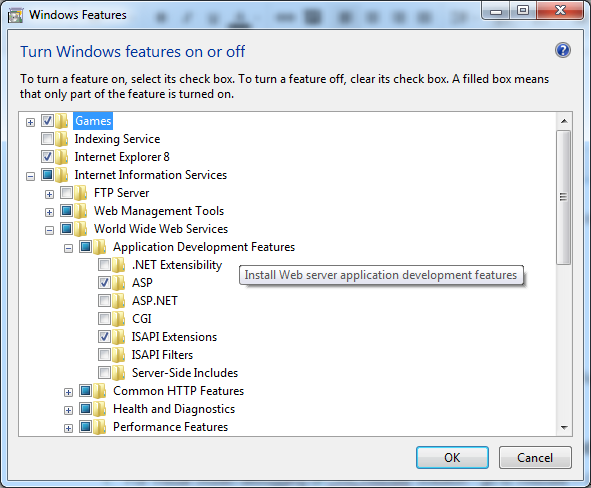 Windows Features
Turn Windows features on or off
To turn a feature on, select its check box. To turn a feature off, clear its check box. A filled box means
that only part of the feature is turned on.
Games
Indexing Service
Internet Explorer 8
Internet Information Services
FTP Server
Web Management Tools
World Wide Web Services
Application Development Features
.NET Extensibility
Install Web server application development features
ASP
ASP.NET
CGI
ISAPI Extensions
ISAPI Filters
Server-Side Includes
Common HTTP Features
Health and Diagnostics
Performance Features
OK
Cancel